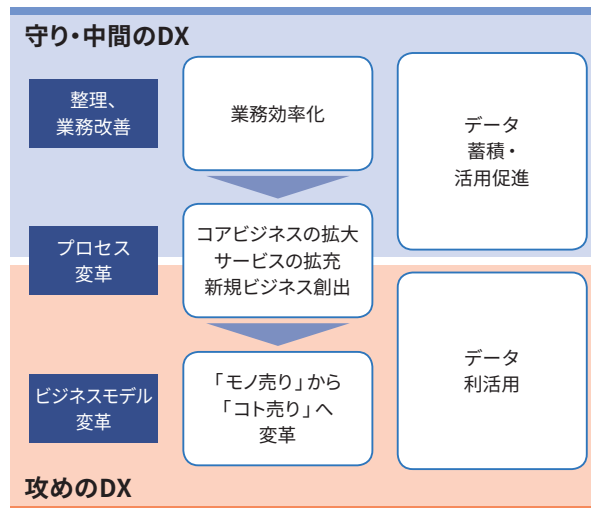 守り・中間のDX
整理、
業務改善
業務効率化
データ
蓄積・
活用促進
プロセス
変革
コアビジネスの拡大
サービスの拡充
新規ビジネス創出
ビジネスモデル
変革
「モノ売り」から
「コト売り」へ
変革
データ
利活用
攻めのDX